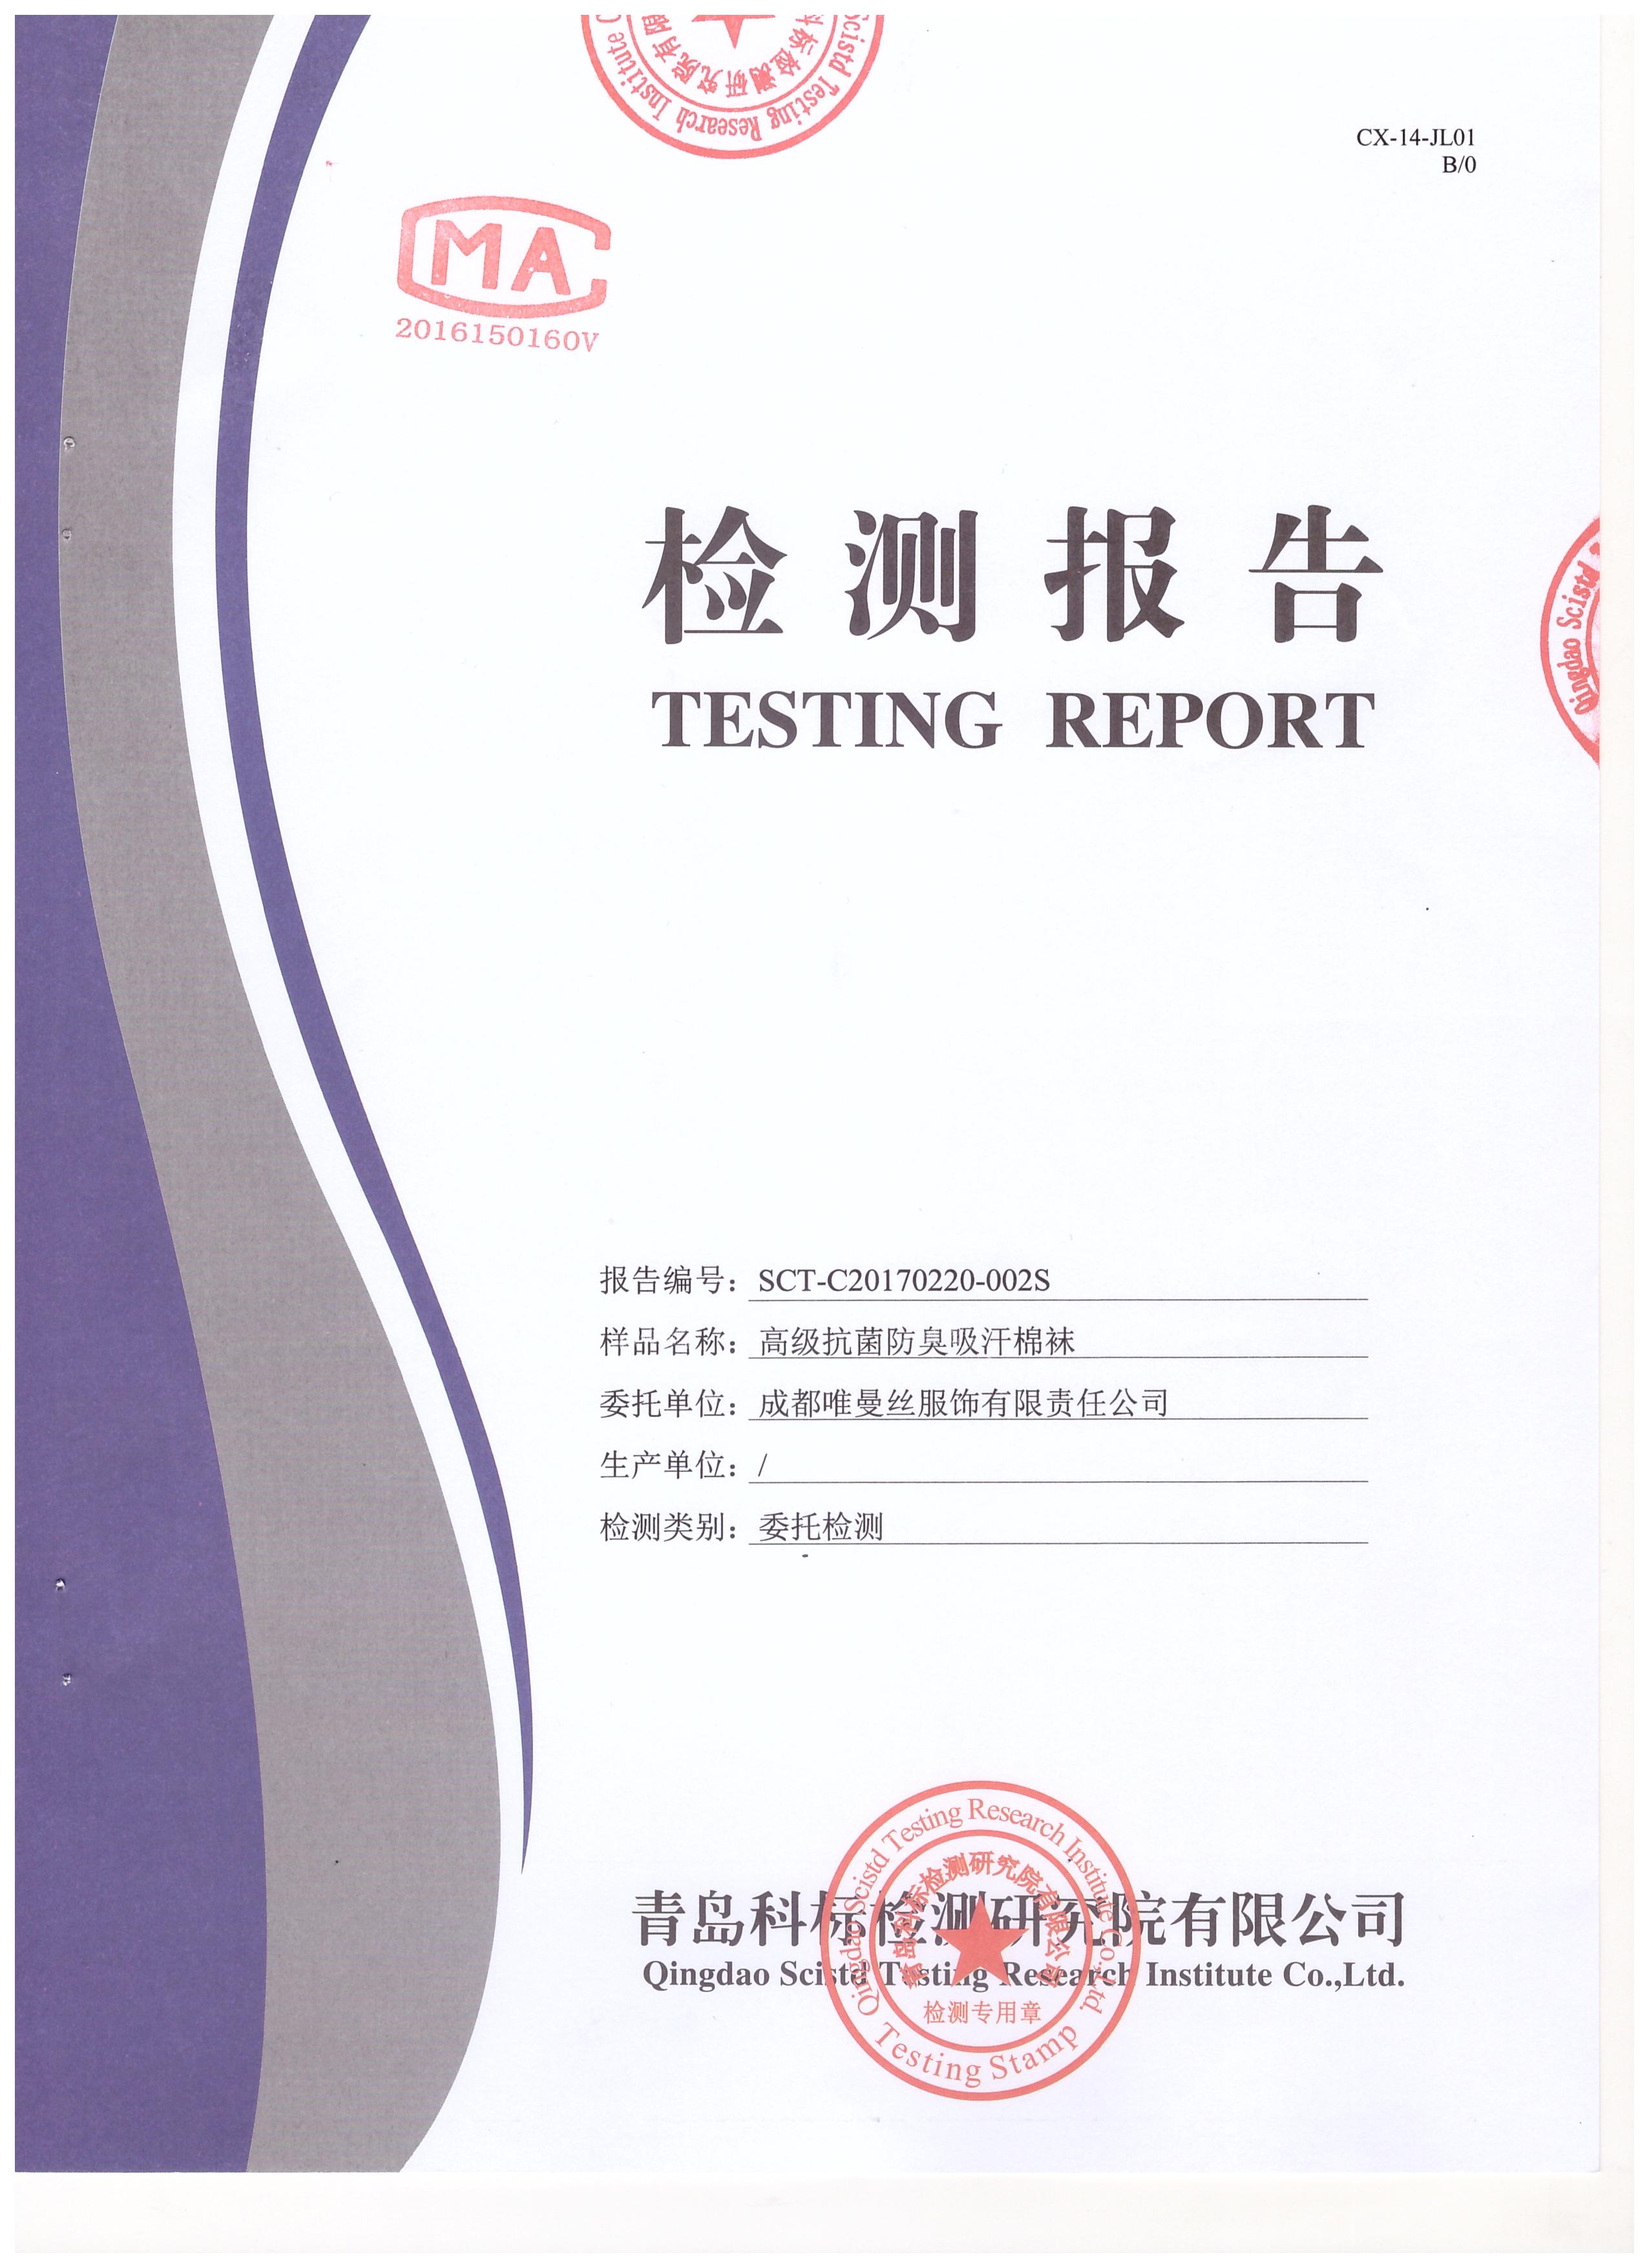 科标检测研究院有限
Scistd Testing Research Institute C
CX-14-JL01
B/0
MA
2016150160V
检测报告
TESTING REPORT
Qingdao Scistd
报告编号：SCT-C20170220-002S
样品名称：高级抗菌防臭吸汗棉袜
委托单位：成都唯曼丝服饰有限责任公司
生产单位：/
检测类别：委托检测
Qingdao Scistd Testing Research Institute Co.,Ltd.
青岛科标检测研究院有限公司
青岛科标检测研究院有限公司
Qingdao Scistd Testing Research Institute Co.,Ltd.
检测专用章
Testing Stamp